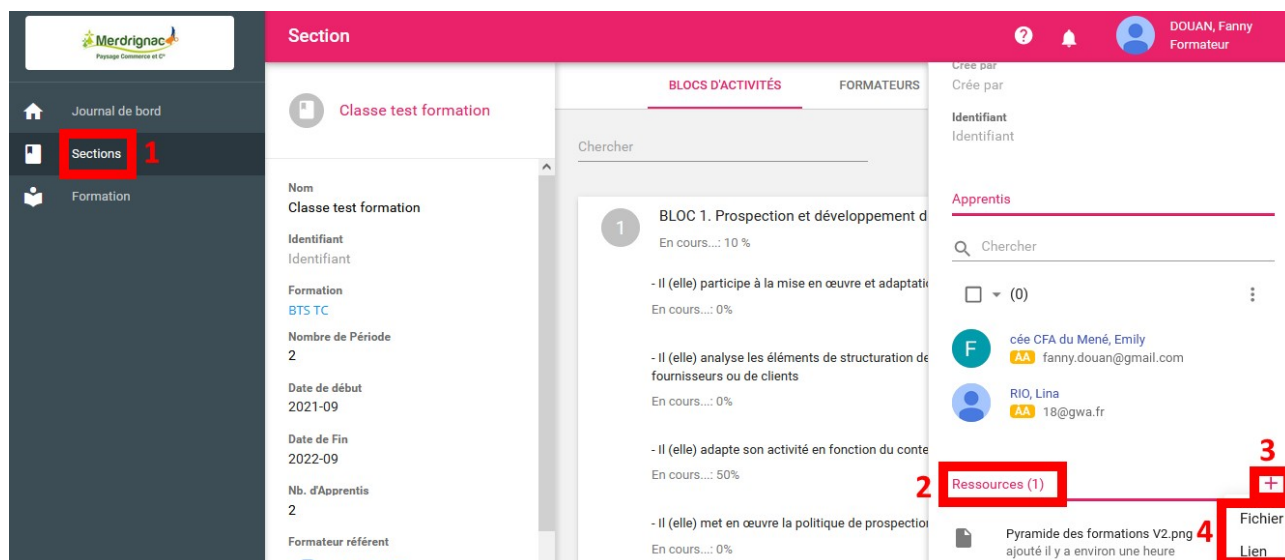 Merdrignac
Paysage Commerce et Cie
Section
DOUAN, Fanny
Formateur
Journal de bord
Sections
1
Formation
Classe test formation
Nom
Classe test formation
Identifiant
Identifiant
Formation
BTS TC
Nombre de Période
2
Date de début
2021-09
Date de Fin
2022-09
Nb. d'Apprentis
2
Formateur référent
BLOCS D'ACTIVITÉS
FORMATEURS
Chercher
1
BLOC 1. Prospection et développement d
En cours...: 10 %
- Il (elle) participe à la mise en œuvre et adaptati
En cours...: 0%
- Il (elle) analyse les éléments de structuration de
fournisseurs ou de clients
En cours...: 0%
- Il (elle) adapte son activité en fonction du conte
En cours...: 50%
- Il (elle) met en œuvre la politique de prospection
En cours...: 0%
Crée par
Crée par
Identifiant
Identifiant
Apprentis
Chercher
(0)
F
cée CFA du Mené, Emily
AA fanny.douan@gmail.com
RIO, Lina
AA 18@gwa.fr
3
2
Ressources (1)
+
Pyramide des formations V2.png
ajouté il y a environ une heure
4
Fichier
Lien